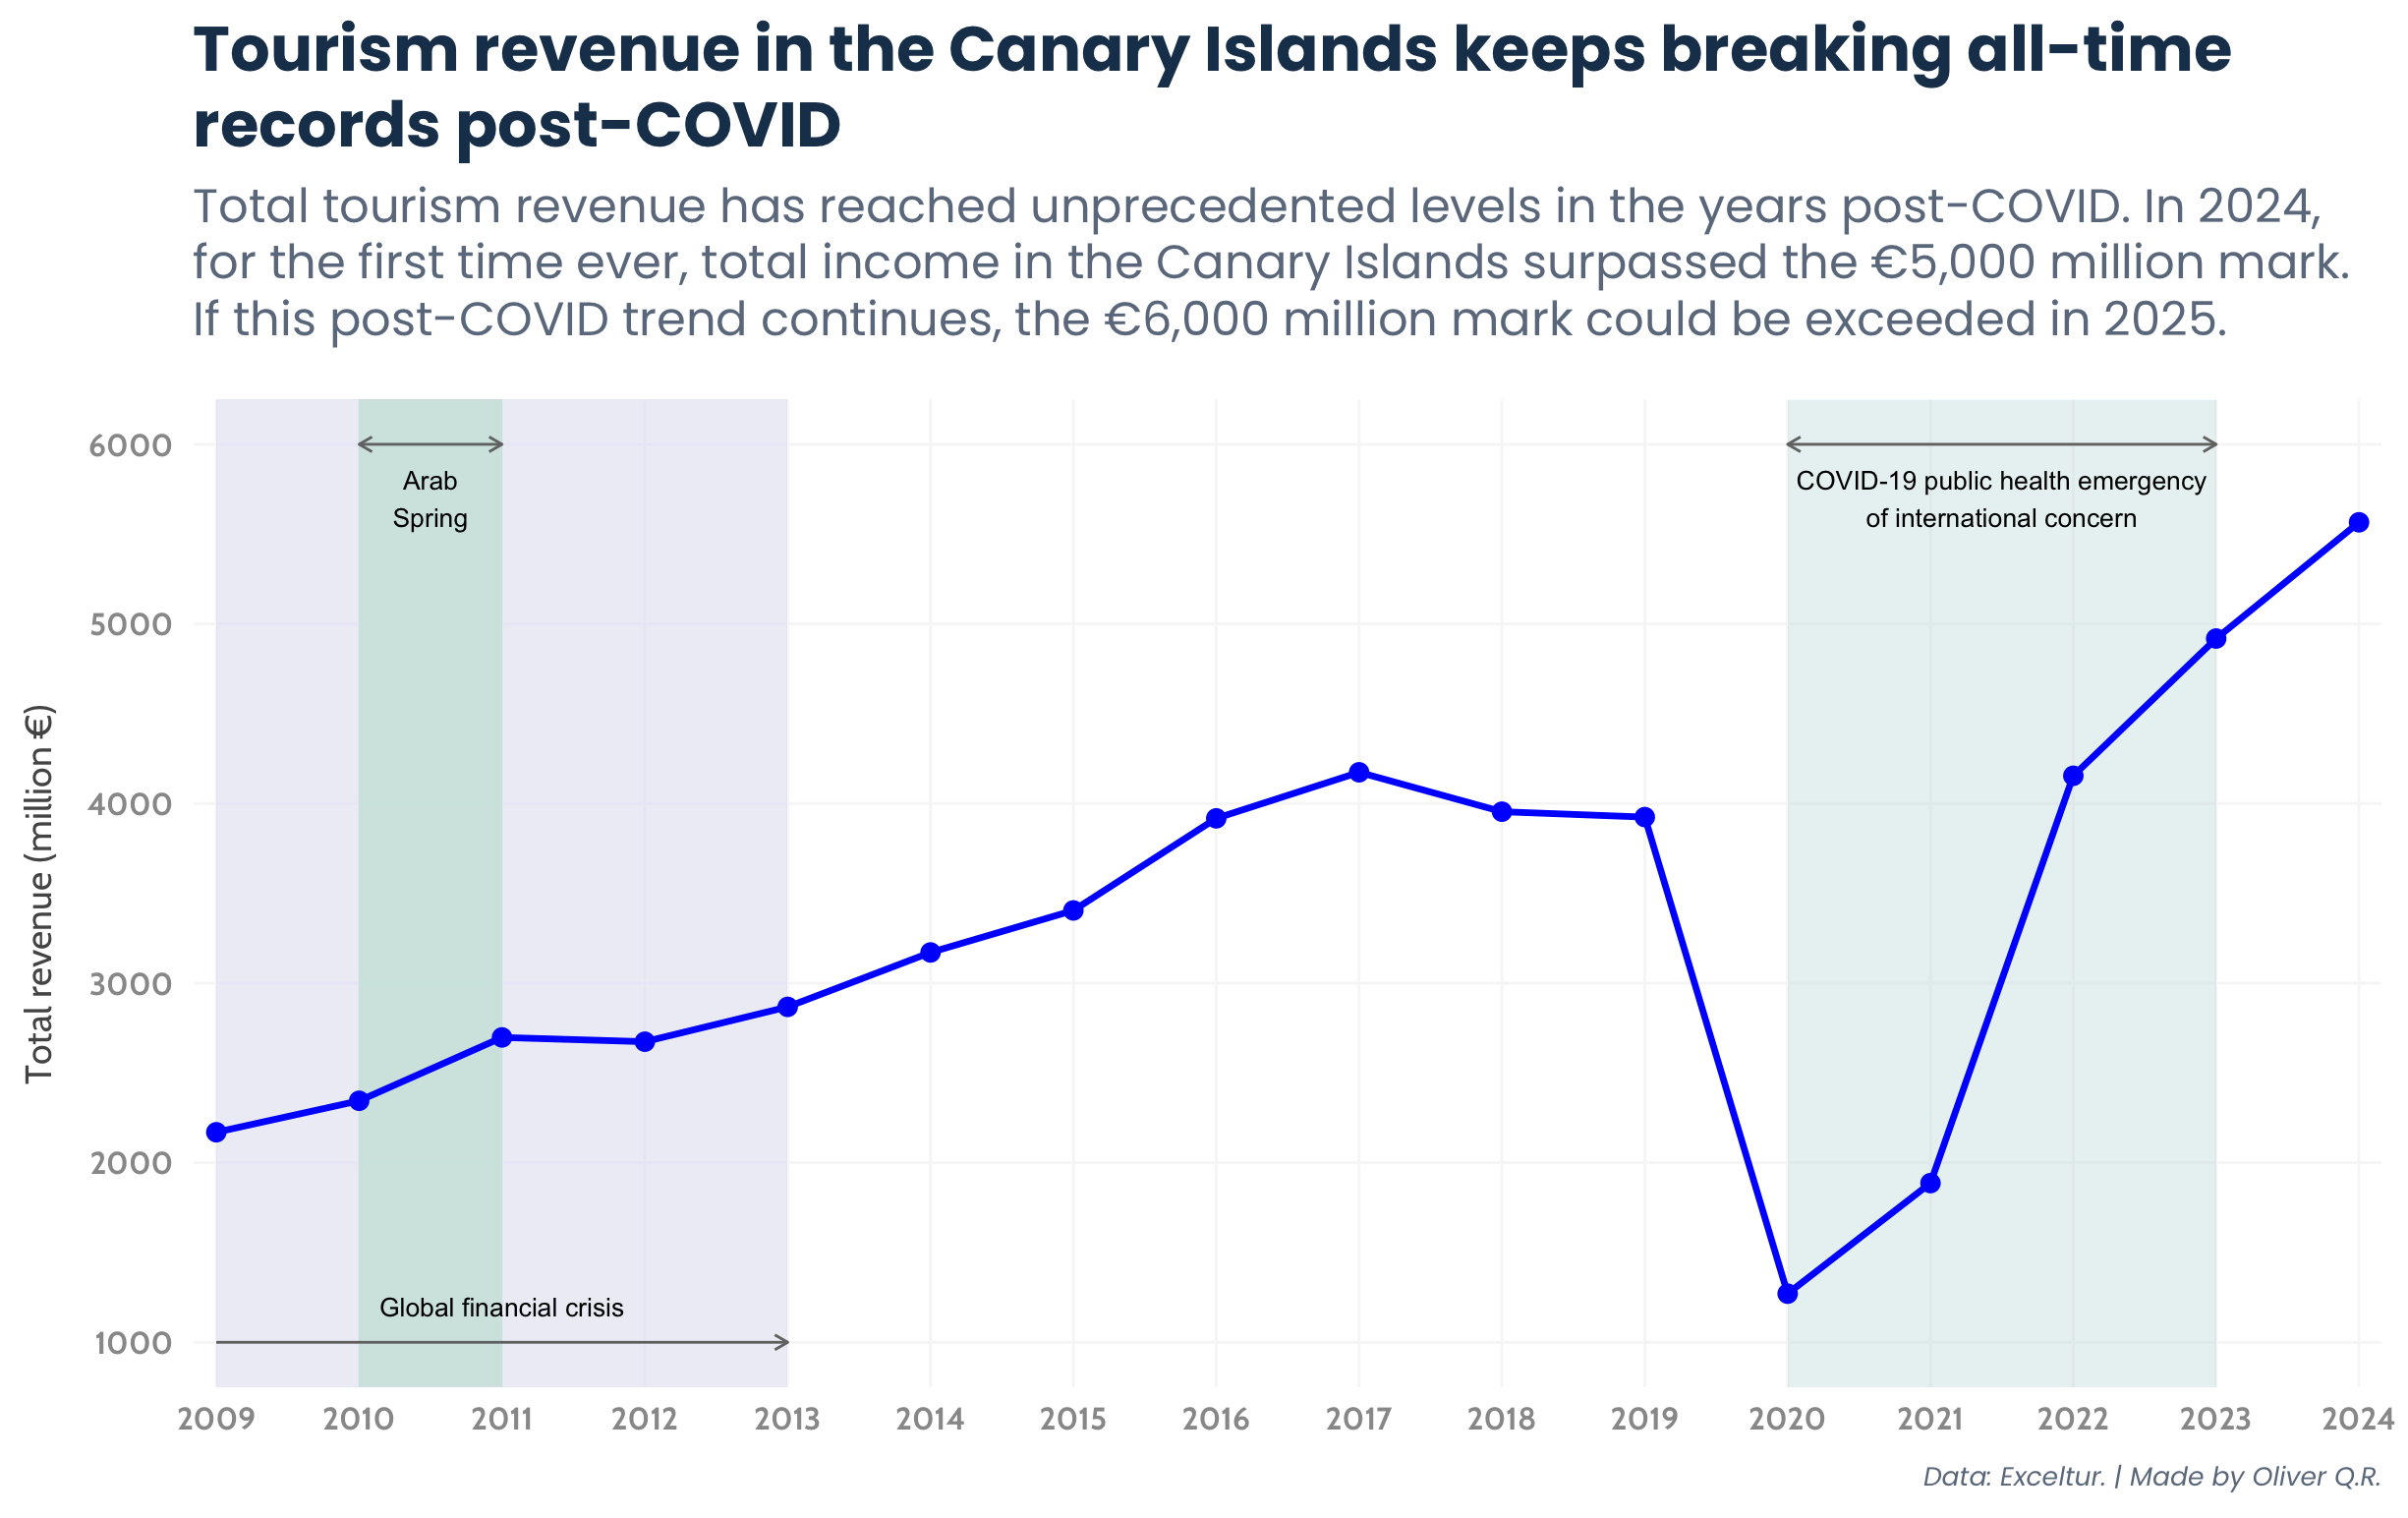 Tourism revenue in the Canary Islands keeps breaking all-time
records post-COVID
Total tourism revenue has reached unprecedented levels in the years post-COVID. In 2024,
for the first time ever, total income in the Canary Islands surpassed the €5,000 million mark.
If this post-COVID trend continues, the €6,000 million mark could be exceeded in 2025.
Total revenue (million €)
6000
5000
4000
3000
2000
1000
Arab
Spring
COVID-19 public health emergency
of international concern
Global financial crisis
2009 2010 2011 2012 2013 2014 2015 2016 2017 2018 2019 2020 2021 2022 2023 2024
Data: Exceltur. | Made by Oliver Q.R.